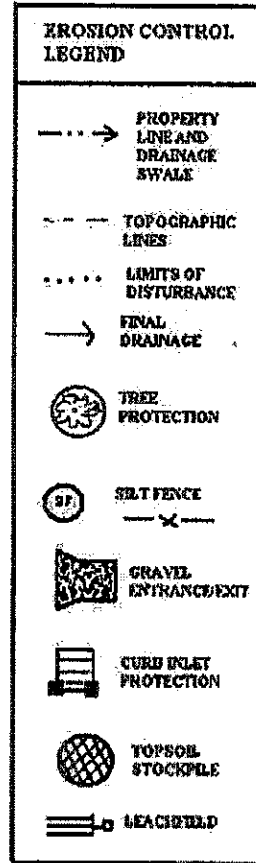 EROSION CONTROL
LEGEND
PROPERTY
LINE AND
DRAINAGE
SWALE
TOPOGRAPHIC
LINES
LIMITS OF
DISTURBANCE
FINAL
DRAINAGE
TREE
PROTECTION
SF
SILT FENCE
GRAVEL
ENTRANCE/EXIT
CURB INLET
PROTECTION
TOPSOIL
STOCKPILE
LEACHFIELD